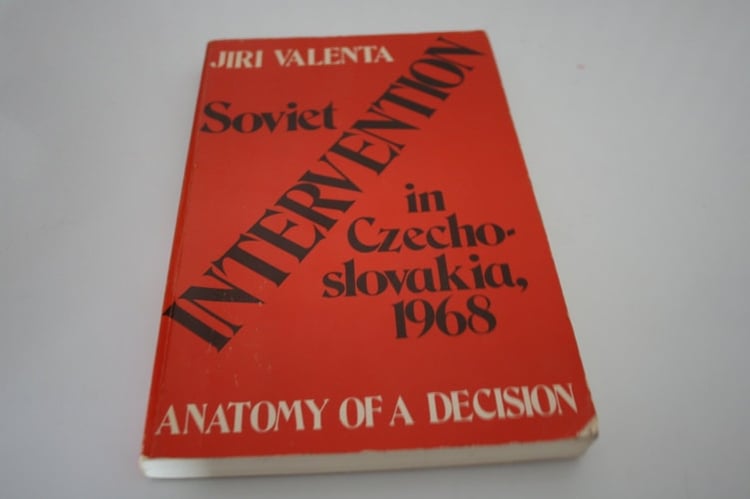 JIRI VALENTA
Soviet
INTERVENTION
in
Czecho-
slovakia,
1968
ANATOMY OF A DECISION